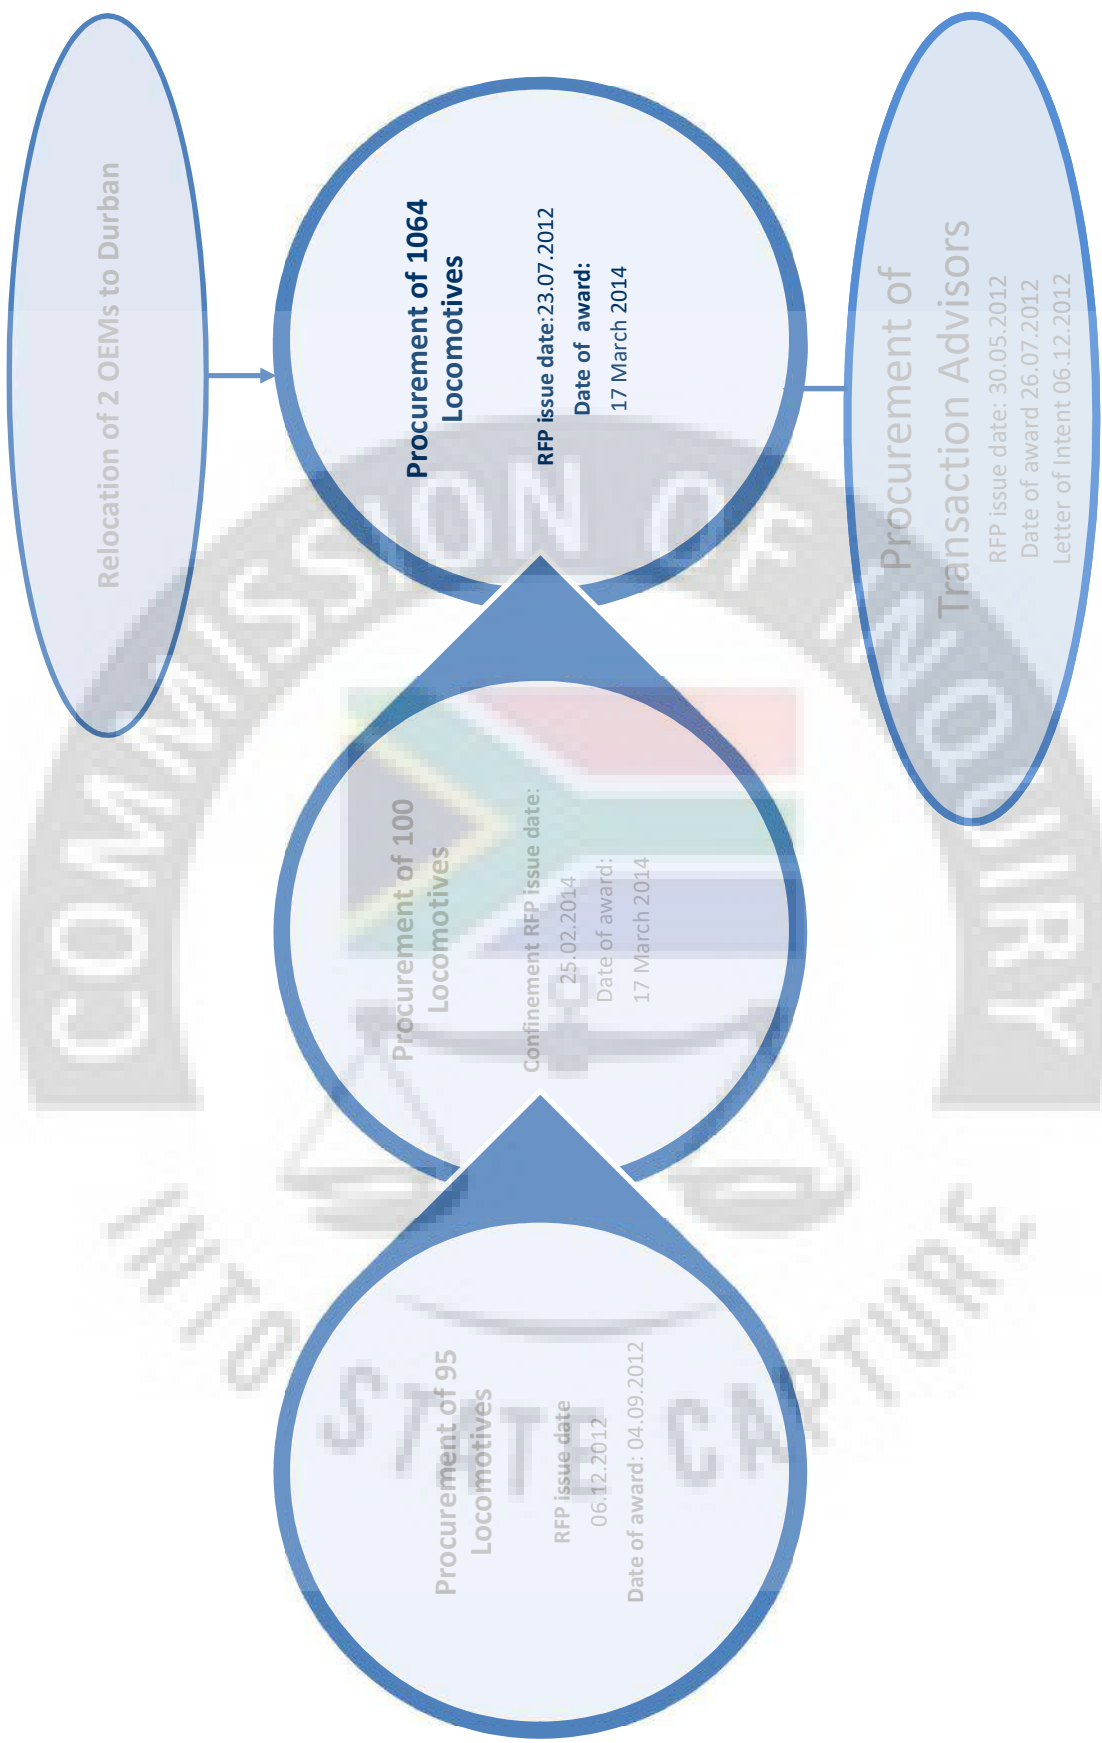 Relocation of 2 OEMs to Durban
Procurement of 95
Locomotives
RFP issue date
06.12.2012
Date of award: 04.09.2012
Procurement of 100
Locomotives
Confinement RFP issue date:
25.02.2014
Date of award:
17 March 2014
Procurement of 1064
Locomotives
RFP issue date:23.07.2012
Date of award:
17 March 2014
Procurement of
Transaction Advisors
RFP issue date: 30.05.2012
Date of award 26.07.2012
Letter of Intent 06.12.2012
COMMISSION OF INQUIRY
INTO STATE CAPTURE